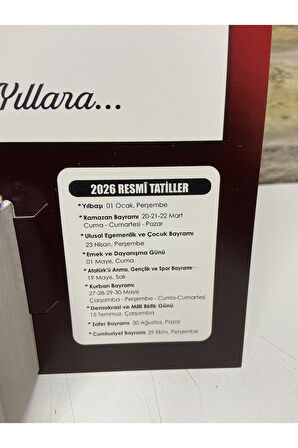 Yıllara...
2026 RESMÎ TATİLLER
*Yılbaşı 01 Ocak, Perşembe
*Ramazan Bayramı 20-21-22 Mart
Cuma - Cumartesi - Pazar
*Ulusal Egemenlik ve Çocuk Bayramı
23 Nisan, Perşembe
*Emek ve Dayanışma Günü
01 Mayıs, Cuma
*Atatürk'ü Anma, Gençlik ve Spor Bayramı
19 Mayıs, Salı
*Kurban Bayramı
27-28-29-30 Mayıs
Çarşamba - Perşembe - Cuma-Cumartesi
*Demokrasi ve Millî Birlik Günü
15 Temmuz, Çarşamba
*Zafer Bayramı 30 Ağustos, Pazar
*Cumhuriyet Bayramı 29 Ekim, Perşembe